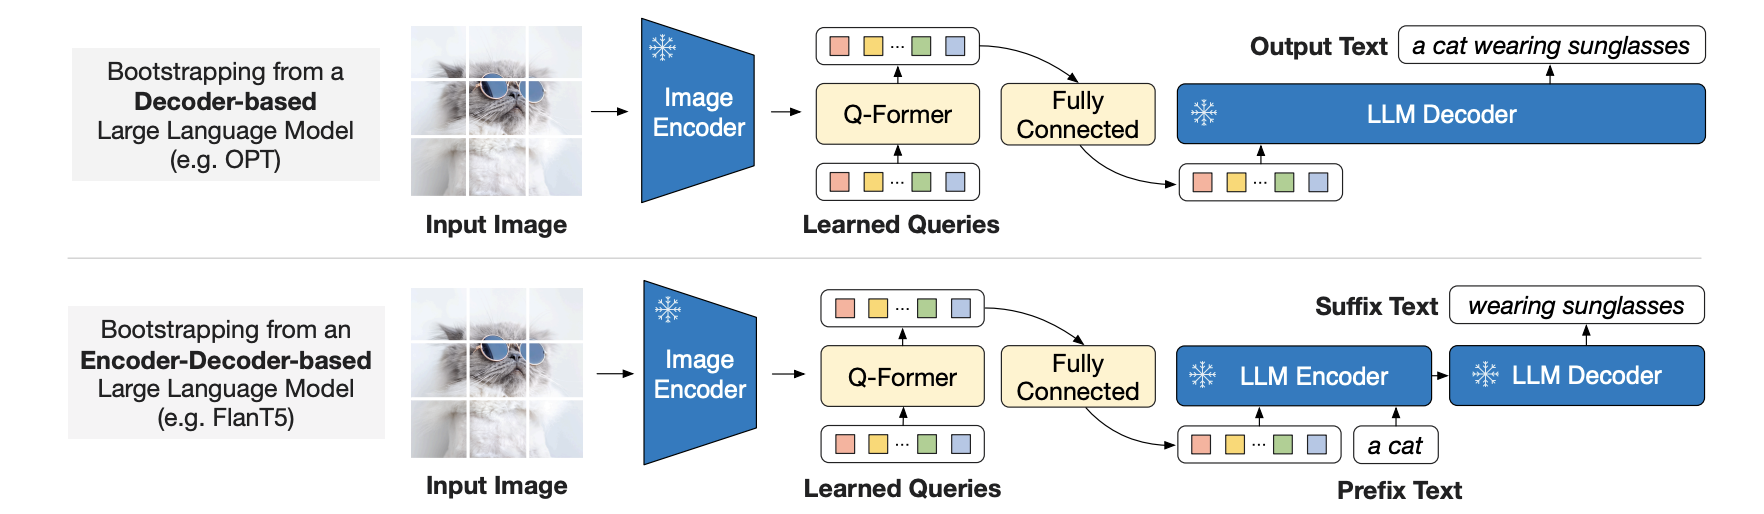 Bootstrapping from a
Decoder-based
Large Language Model
(e.g. OPT)
Input Image
Image
Encoder
...
Q-Former
...
Learned Queries
Fully
Connected
Output Text
a cat wearing sunglasses
LLM Decoder
...
Bootstrapping from an
Encoder-Decoder-based
Large Language Model
(e.g. FlanT5)
Input Image
Image
Encoder
...
Q-Former
...
Learned Queries
Fully
Connected
Suffix Text
wearing sunglasses
LLM Encoder
LLM Decoder
...
a cat
Prefix Text